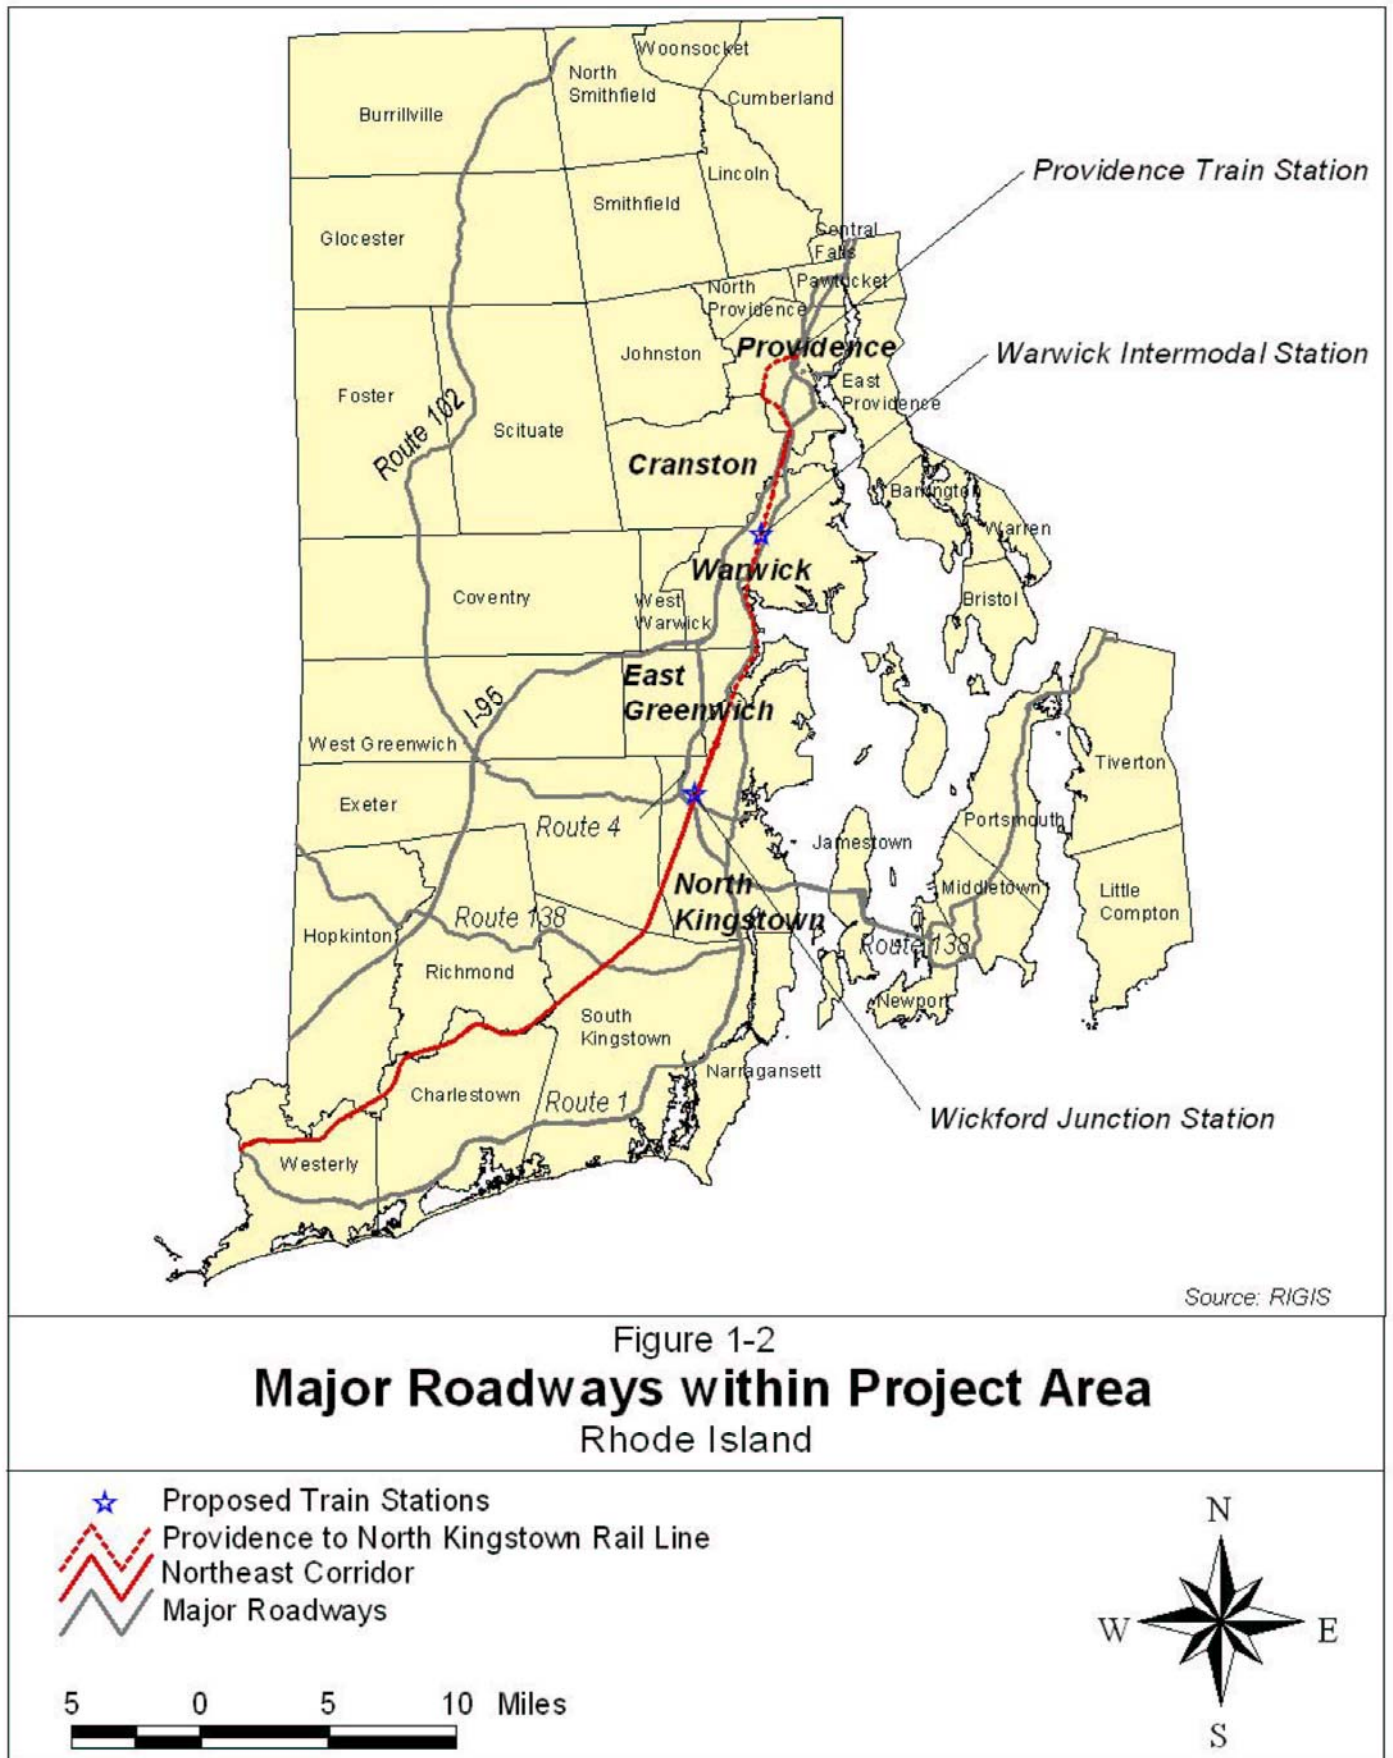 Woonsocket
North
Smithfield
Cumberland
Burrillville
Providence Train Station
Lincoln
Smithfield
Glocester
Central
Falls
Pawtucket
North
Providence
Providence
Johnston
Warwick Intermodal Station
East
Providence
Foster
Route 102
Scituate
Cranston
Barrington
Warren
Warwick
Coventry
West
Warwick
Bristol
East
Greenwich
I-95
West Greenwich
Tiverton
Exeter
Route 4
Portsmouth
Jamestown
North
Kingstown
Middletown
Little
Compton
Route 138
Hopkinton
Route 138
Richmond
Newport
South
Kingstown
Narragansett
Charlestown
Route 1
Wickford Junction Station
Westerly
Source: RIGIS
Figure 1-2
Major Roadways within Project Area
Rhode Island
Proposed Train Stations
Providence to North Kingstown Rail Line
Northeast Corridor
Major Roadways
N
W
E
S
5 0 5 10 Miles